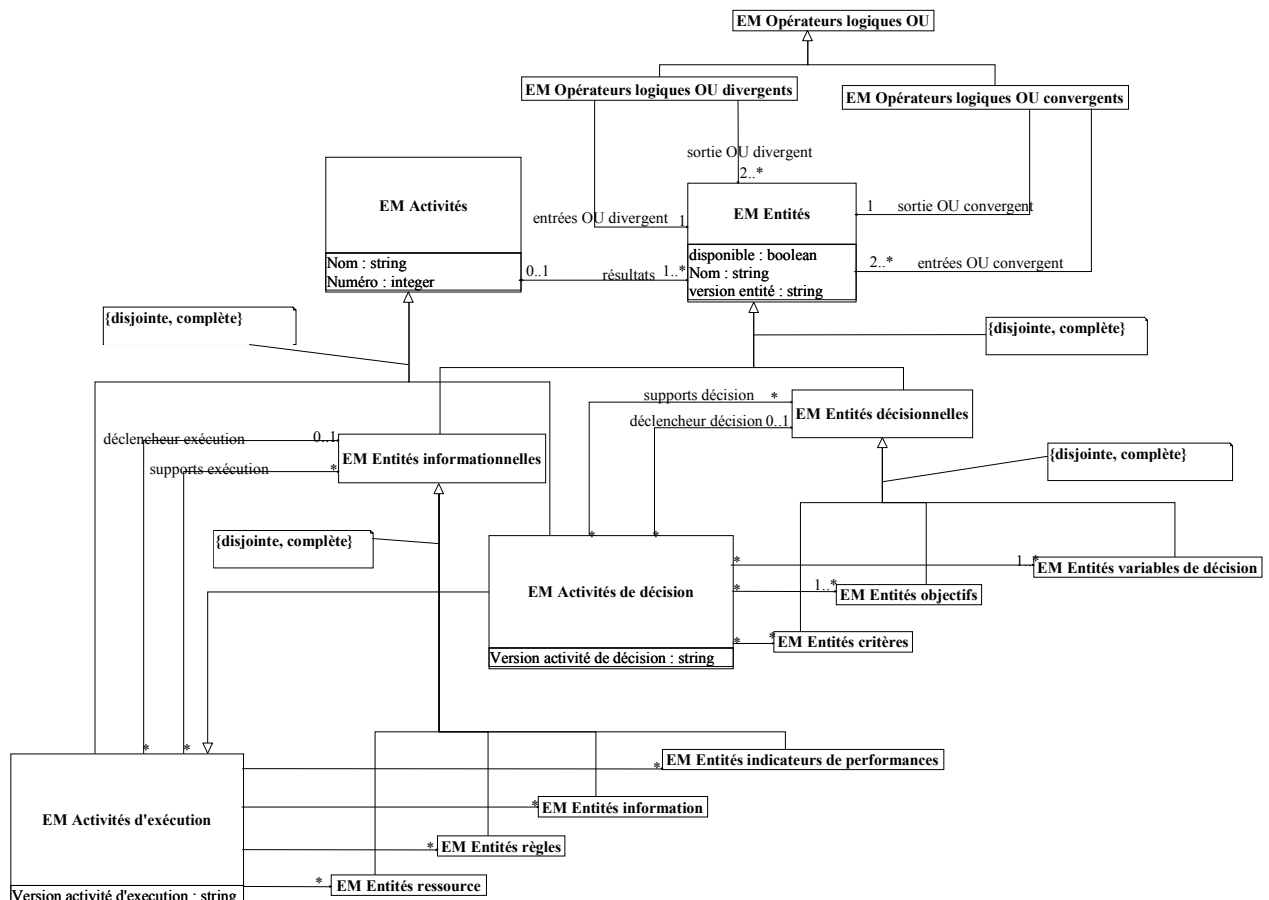 EM Opérateurs logiques OU
EM Opérateurs logiques OU divergents
EM Opérateurs logiques OU convergents
sortie OU divergent
2..*
EM Activités
Nom : string
Numéro : integer
entrées OU divergent
1
EM Entités
disponible : boolean
Nom : string
version entité : string
1
sortie OU convergent
2..*
entrées OU convergent
0..1
résultats
1..*
{disjointe, complète}
{disjointe, complète}
supports décision
*
déclencheur décision
0..1
EM Entités décisionnelles
déclencheur exécution
0..1
supports exécution
*
EM Entités informationnelles
{disjointe, complète}
{disjointe, complète}
*
*
EM Activités de décision
Version activité de décision : string
*
1..*
EM Entités variables de décision
*
1..*
EM Entités objectifs
*
*
EM Entités critères
*
*
EM Activités d'exécution
Version activité d'execution : string
*
EM Entités indicateurs de performances
*
EM Entités information
*
EM Entités règles
*
EM Entités ressource